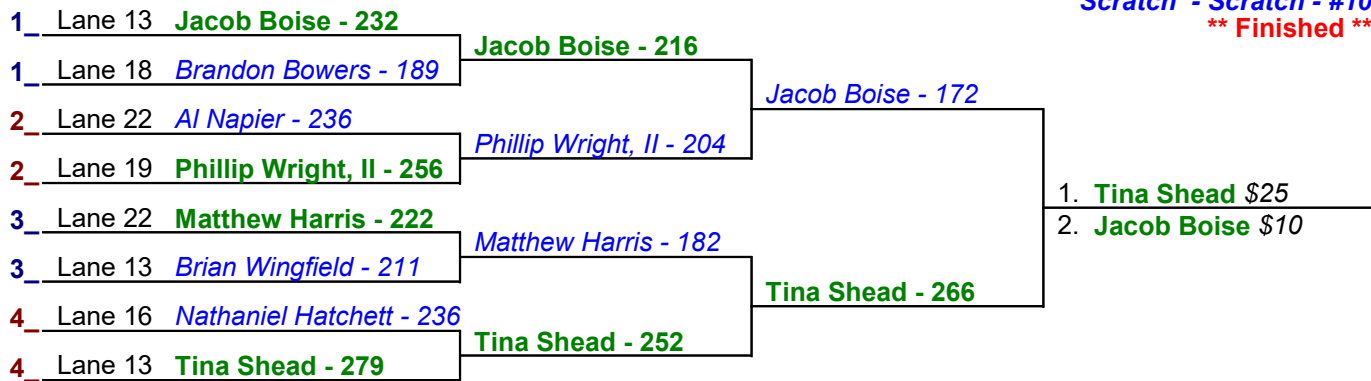 Scratch - Scratch - #10
** Finished **
1_ Lane 13 Jacob Boise - 232
1_ Lane 18 Brandon Bowers - 189
2_ Lane 22 Al Napier - 236
2_ Lane 19 Phillip Wright, II - 256
3_ Lane 22 Matthew Harris - 222
3_ Lane 13 Brian Wingfield - 211
4_ Lane 16 Nathaniel Hatchett - 236
4_ Lane 13 Tina Shead - 279
Jacob Boise - 216
Phillip Wright, II - 204
Matthew Harris - 182
Tina Shead - 252
Jacob Boise - 172
Tina Shead - 266
1. Tina Shead $25
2. Jacob Boise $10